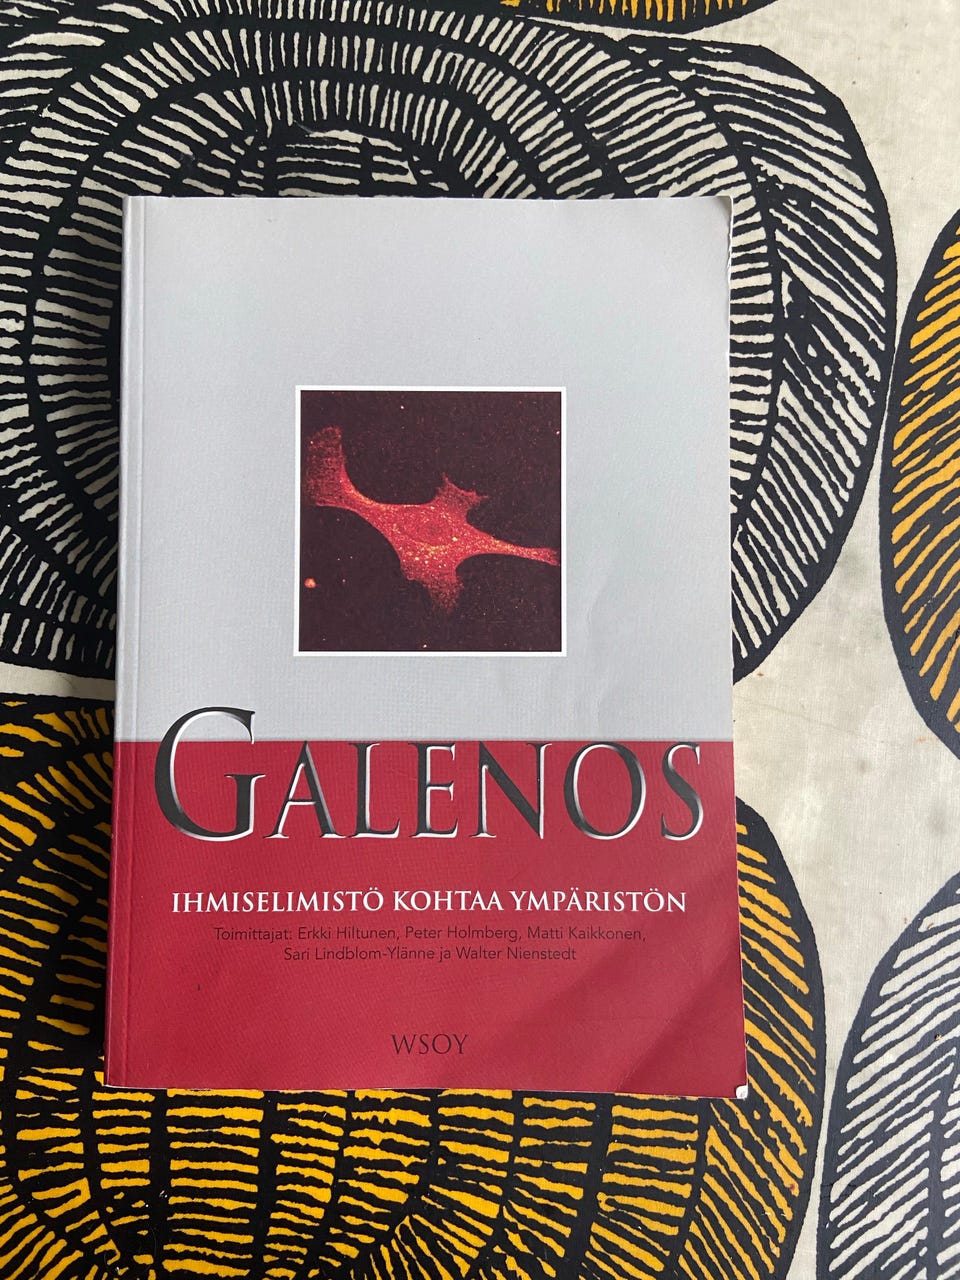 GALENOS
IHMISELIMISTÖ KOHTAA YMPÄRISTÖN
Toimittajat: Erkki Hiltunen, Peter Holmberg, Matti Kaikkonen,
Sari Lindblom-Ylänne ja Walter Nienstedt
WSOY